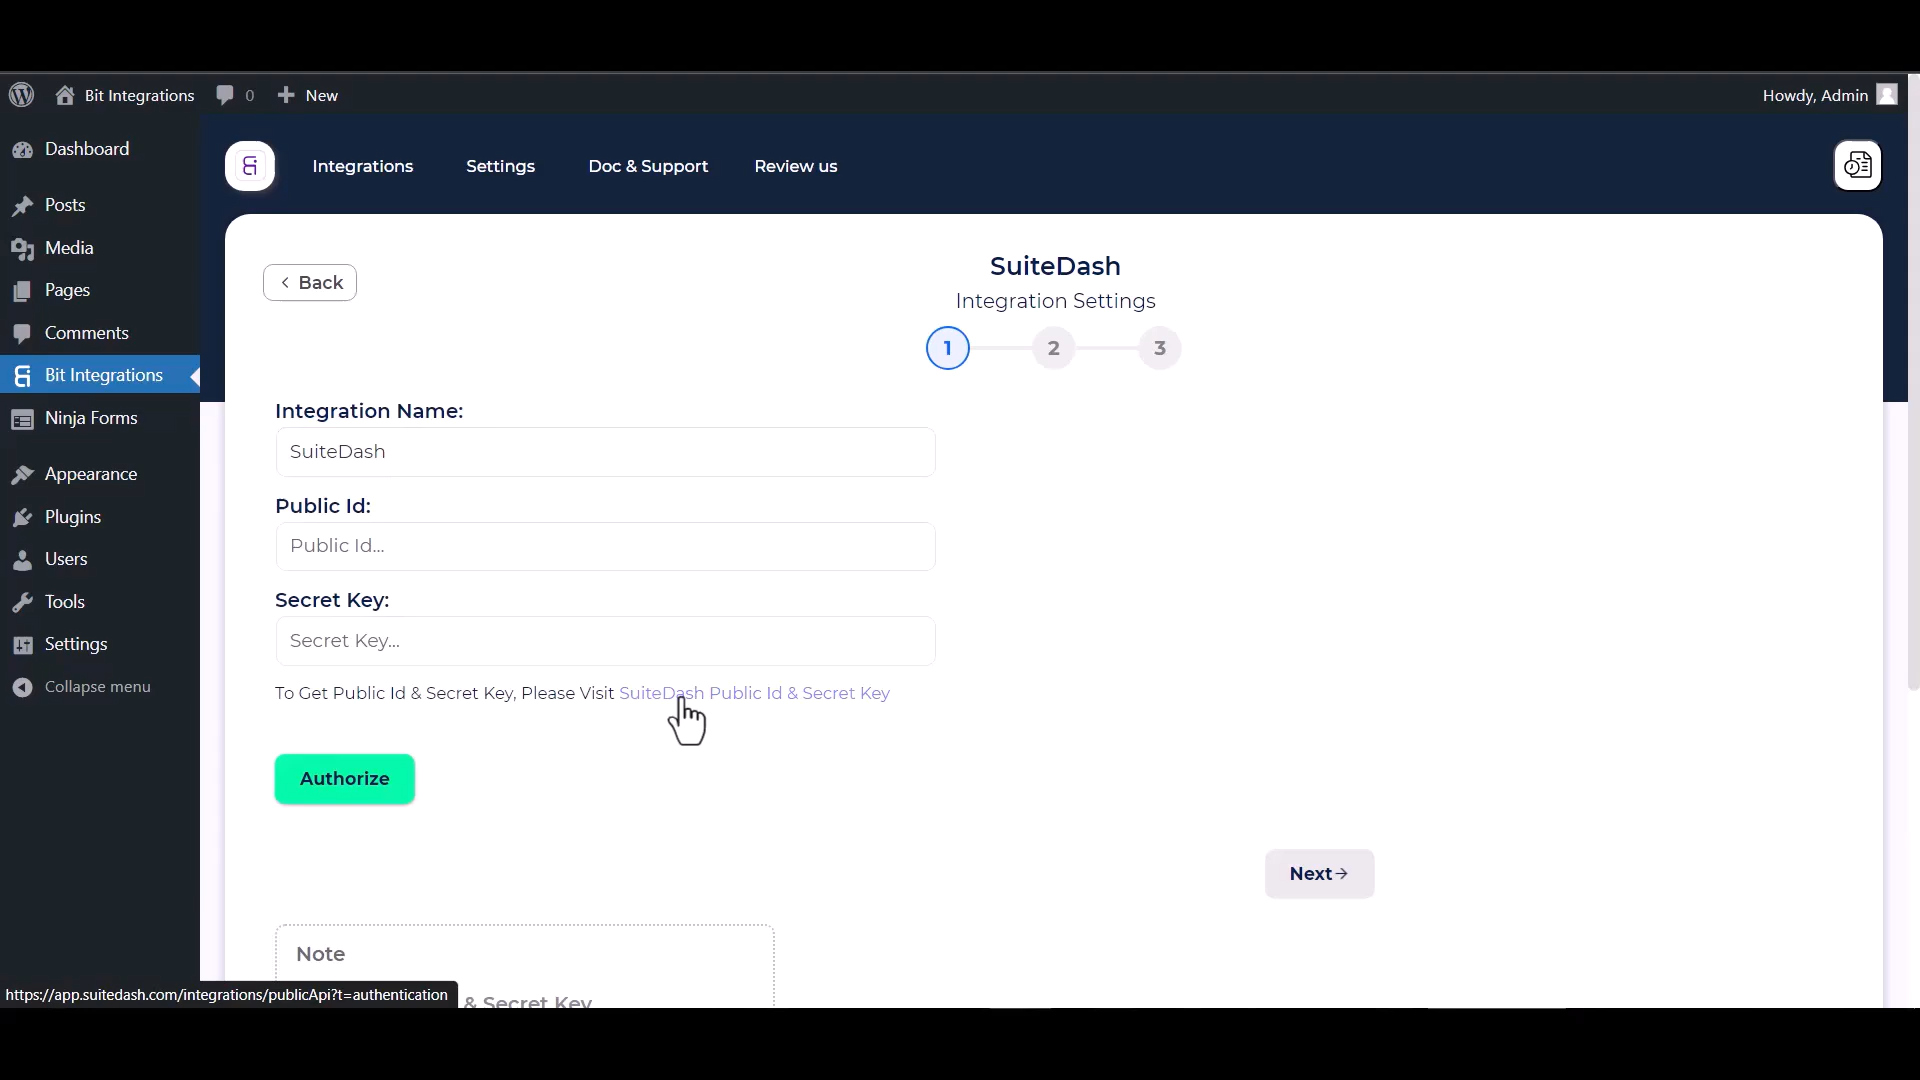 Bit Integrations
0
New
Howdy, Admin
Dashboard
Posts
Media
Pages
Comments
Bit Integrations
Ninja Forms
Appearance
Plugins
Users
Tools
Settings
Collapse menu
Integrations
Settings
Doc & Support
Review us
Back
SuiteDash
Integration Settings
1
2
3
Integration Name:
SuiteDash
Public Id:
Public Id...
Secret Key:
Secret Key...
To Get Public Id & Secret Key, Please Visit SuiteDash Public Id & Secret Key
Authorize
Next→
Note
& Secret Key
https://app.suitedash.com/integrations/publicApi?t=authentication